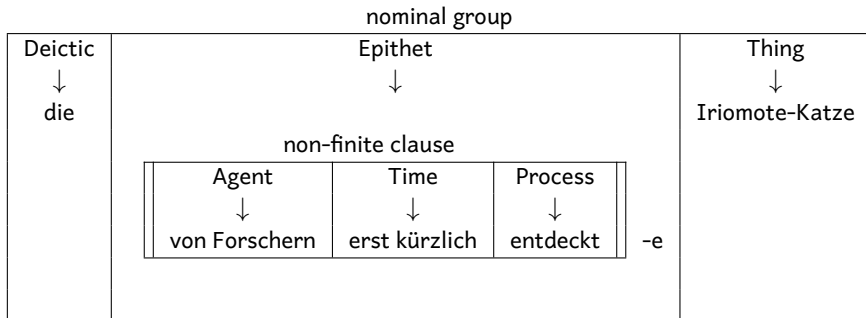 nominal group
Deictic Epithet Thing
↓ ↓ ↓
die Iriomote-Katze
non-finite clause
Agent Time Process
↓ ↓ ↓
von Forschern erst kürzlich entdeckt -e